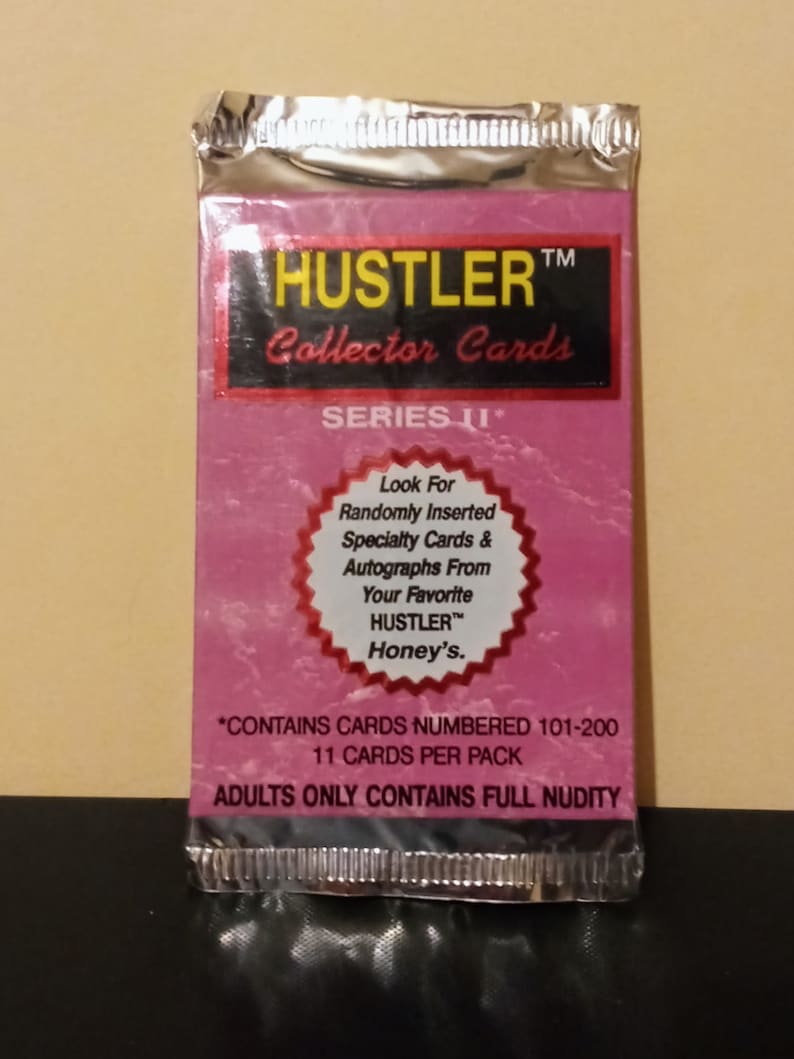 HUSTLER™
Collector Cards
SERIES II*
Look For
Randomly Inserted
Specialty Cards &
Autographs From
Your Favorite
HUSTLER™
Honey's.
*CONTAINS CARDS NUMBERED 101-200
11 CARDS PER PACK
ADULTS ONLY CONTAINS FULL NUDITY